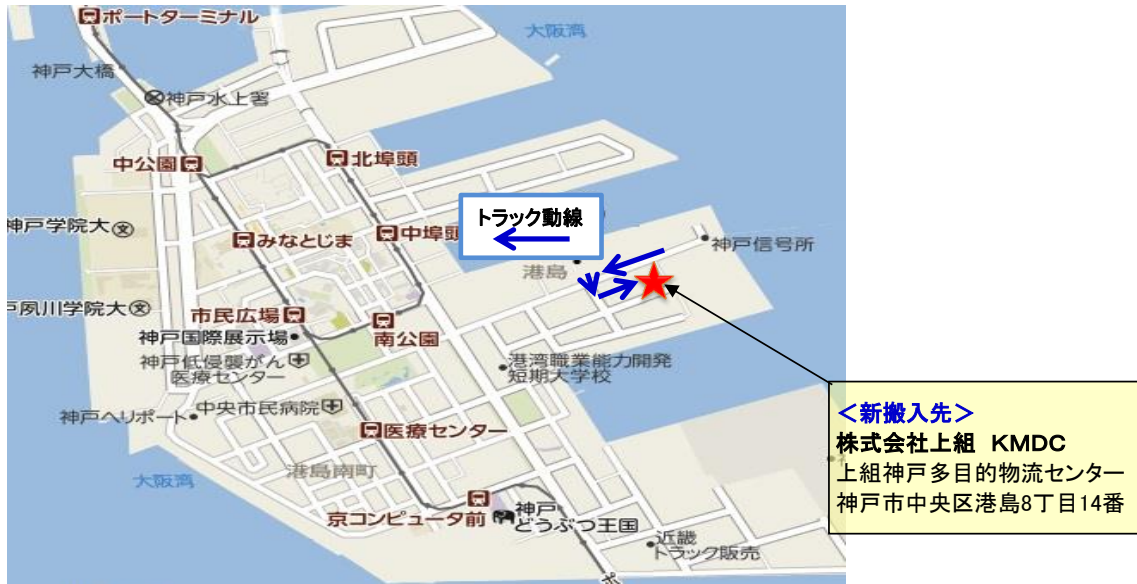 ポートターミナル
大阪湾
神戸大橋
神戸水上署
中公園
北埠頭
神戸学院大
みなとじま
中埠頭
トラック動線
神戸信号所
港島
戸夙川学院大
市民広場
神戸国際展示場
南公園
神戸低侵襲がん
医療センター
港湾職業能力開発
短期大学校
神戸ヘリポート
中央市民病院
医療センター
＜新搬入先＞
株式会社上組　KMDC
上組神戸多目的物流センター
神戸市中央区港島8丁目14番
港島南町
大阪湾
京コンピュータ前
神戸
どうぶつ王国
近畿
トラック販売